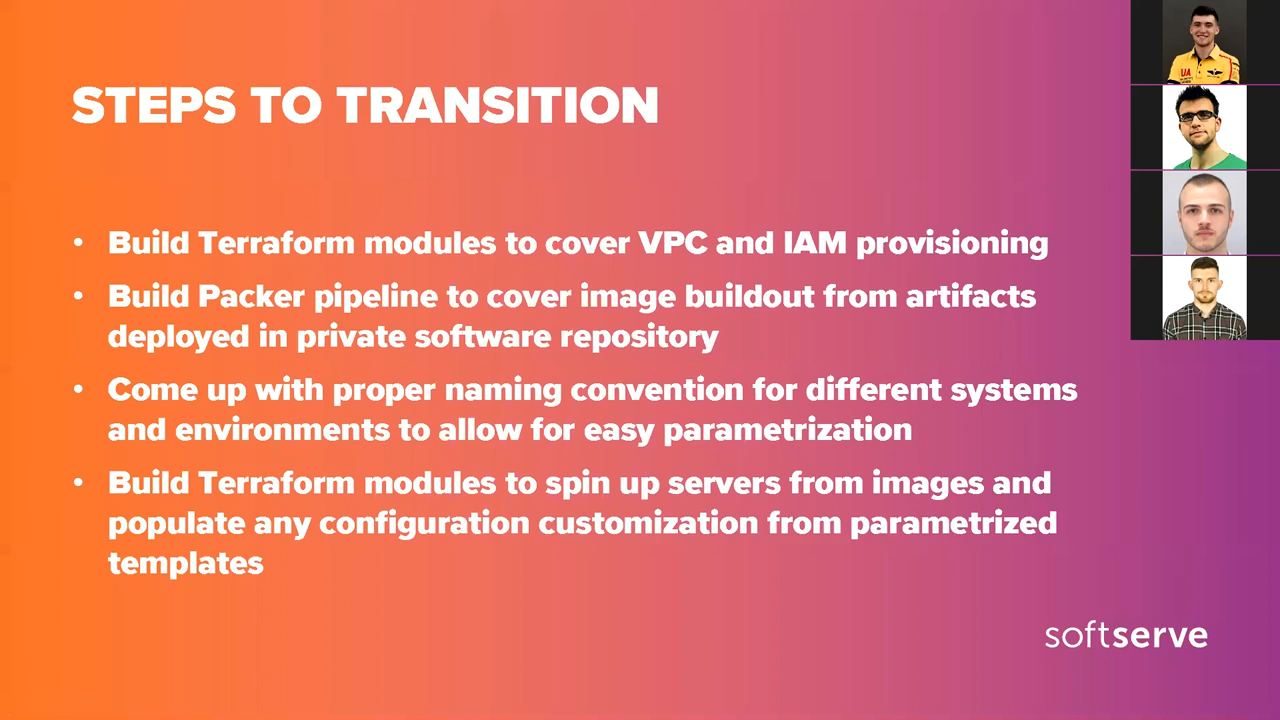 STEPS TO TRANSITION
• Build Terraform modules to cover VPC and IAM provisioning
• Build Packer pipeline to cover image buildout from artifacts
deployed in private software repository
• Come up with proper naming convention for different systems
and environments to allow for easy parametrization
• Build Terraform modules to spin up servers from images and
populate any configuration customization from parametrized
templates
softserve
UA